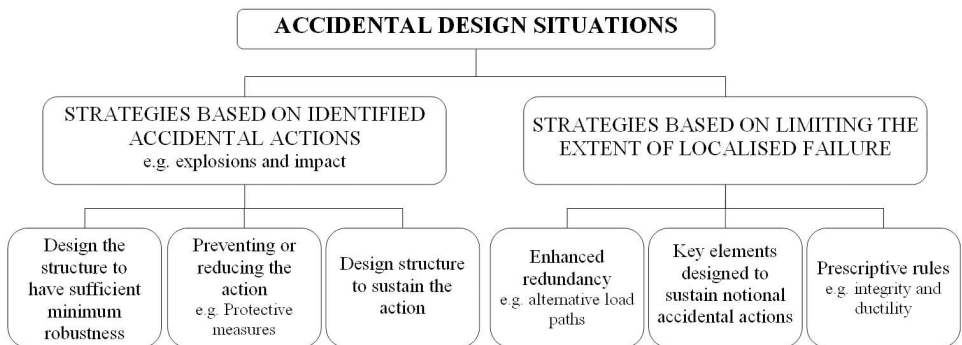 ACCIDENTAL DESIGN SITUATIONS
STRATEGIES BASED ON IDENTIFIED
ACCIDENTAL ACTIONS
e.g. explosions and impact
STRATEGIES BASED ON LIMITING THE
EXTENT OF LOCALISED FAILURE
Design the
structure to
have sufficient
minimum
robustness
Preventing or
reducing the
action
e.g. Protective
measures
Design structure
to sustain the
action
Enhanced
redundancy
e.g. alternative load
paths
Key elements
designed to
sustain notional
accidental actions
Prescriptive rules
e.g. integrity and
ductility